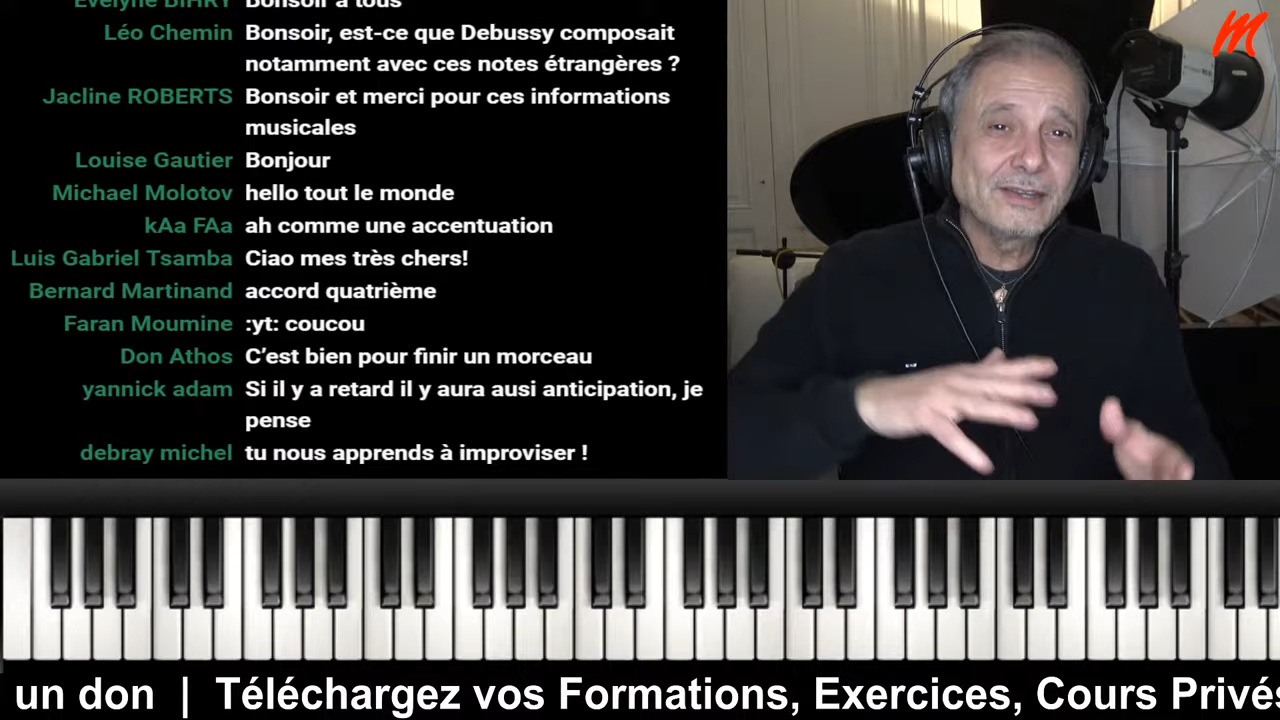 Evelyne BIHRY Bonsoir à tous
Léo Chemin Bonsoir, est-ce que Debussy composait
notamment avec ces notes étrangères ?
Jacline ROBERTS Bonsoir et merci pour ces informations
musicales
Louise Gautier Bonjour
Michael Molotov hello tout le monde
kAa FAa ah comme une accentuation
Luis Gabriel Tsamba Ciao mes très chers!
Bernard Martinand accord quatrième
Faran Moumine :yt: coucou
Don Athos C’est bien pour finir un morceau
yannick adam Si il y a retard il y aura ausi anticipation, je
pense
debray michel tu nous apprends à improviser !
un don | Téléchargez vos Formations, Exercices, Cours Privés